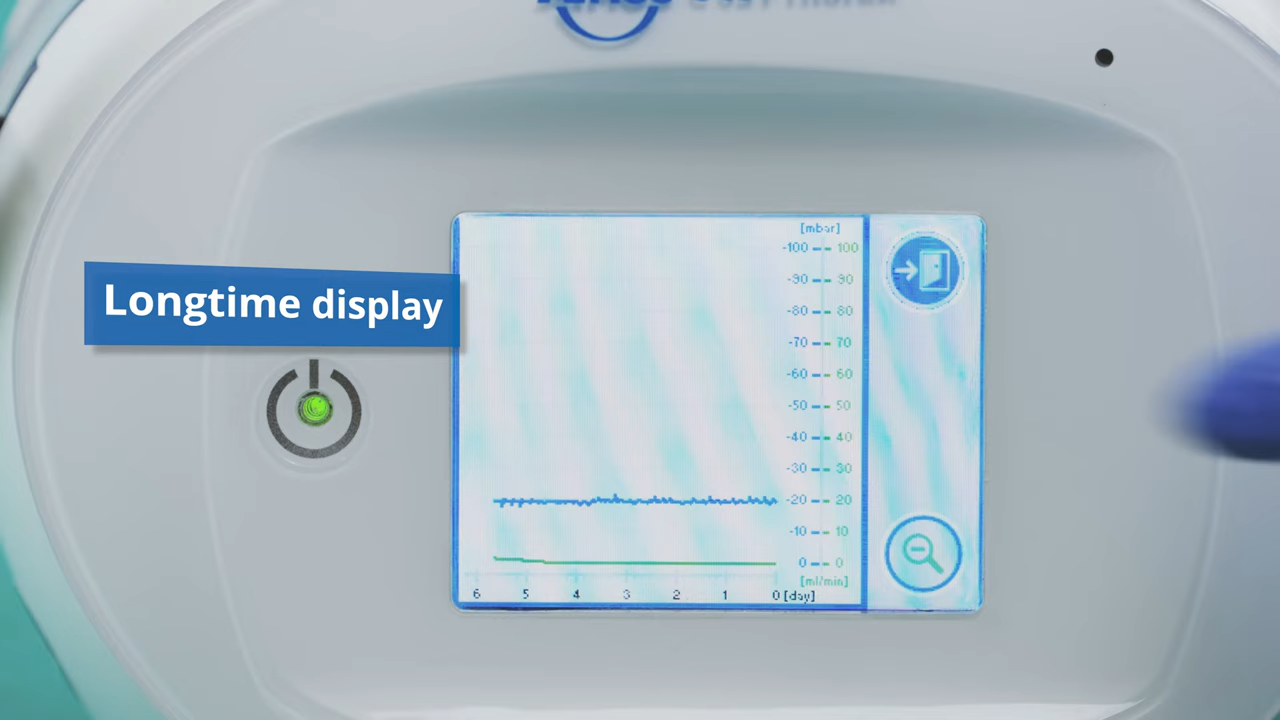 Longtime display
[mbar]
-100 100
-90 90
-80 80
-70 70
-60 60
-50 50
-40 40
-30 30
-20 20
-10 10
0 0
[ml/min]
6 5 4 3 2 1 0 [day]